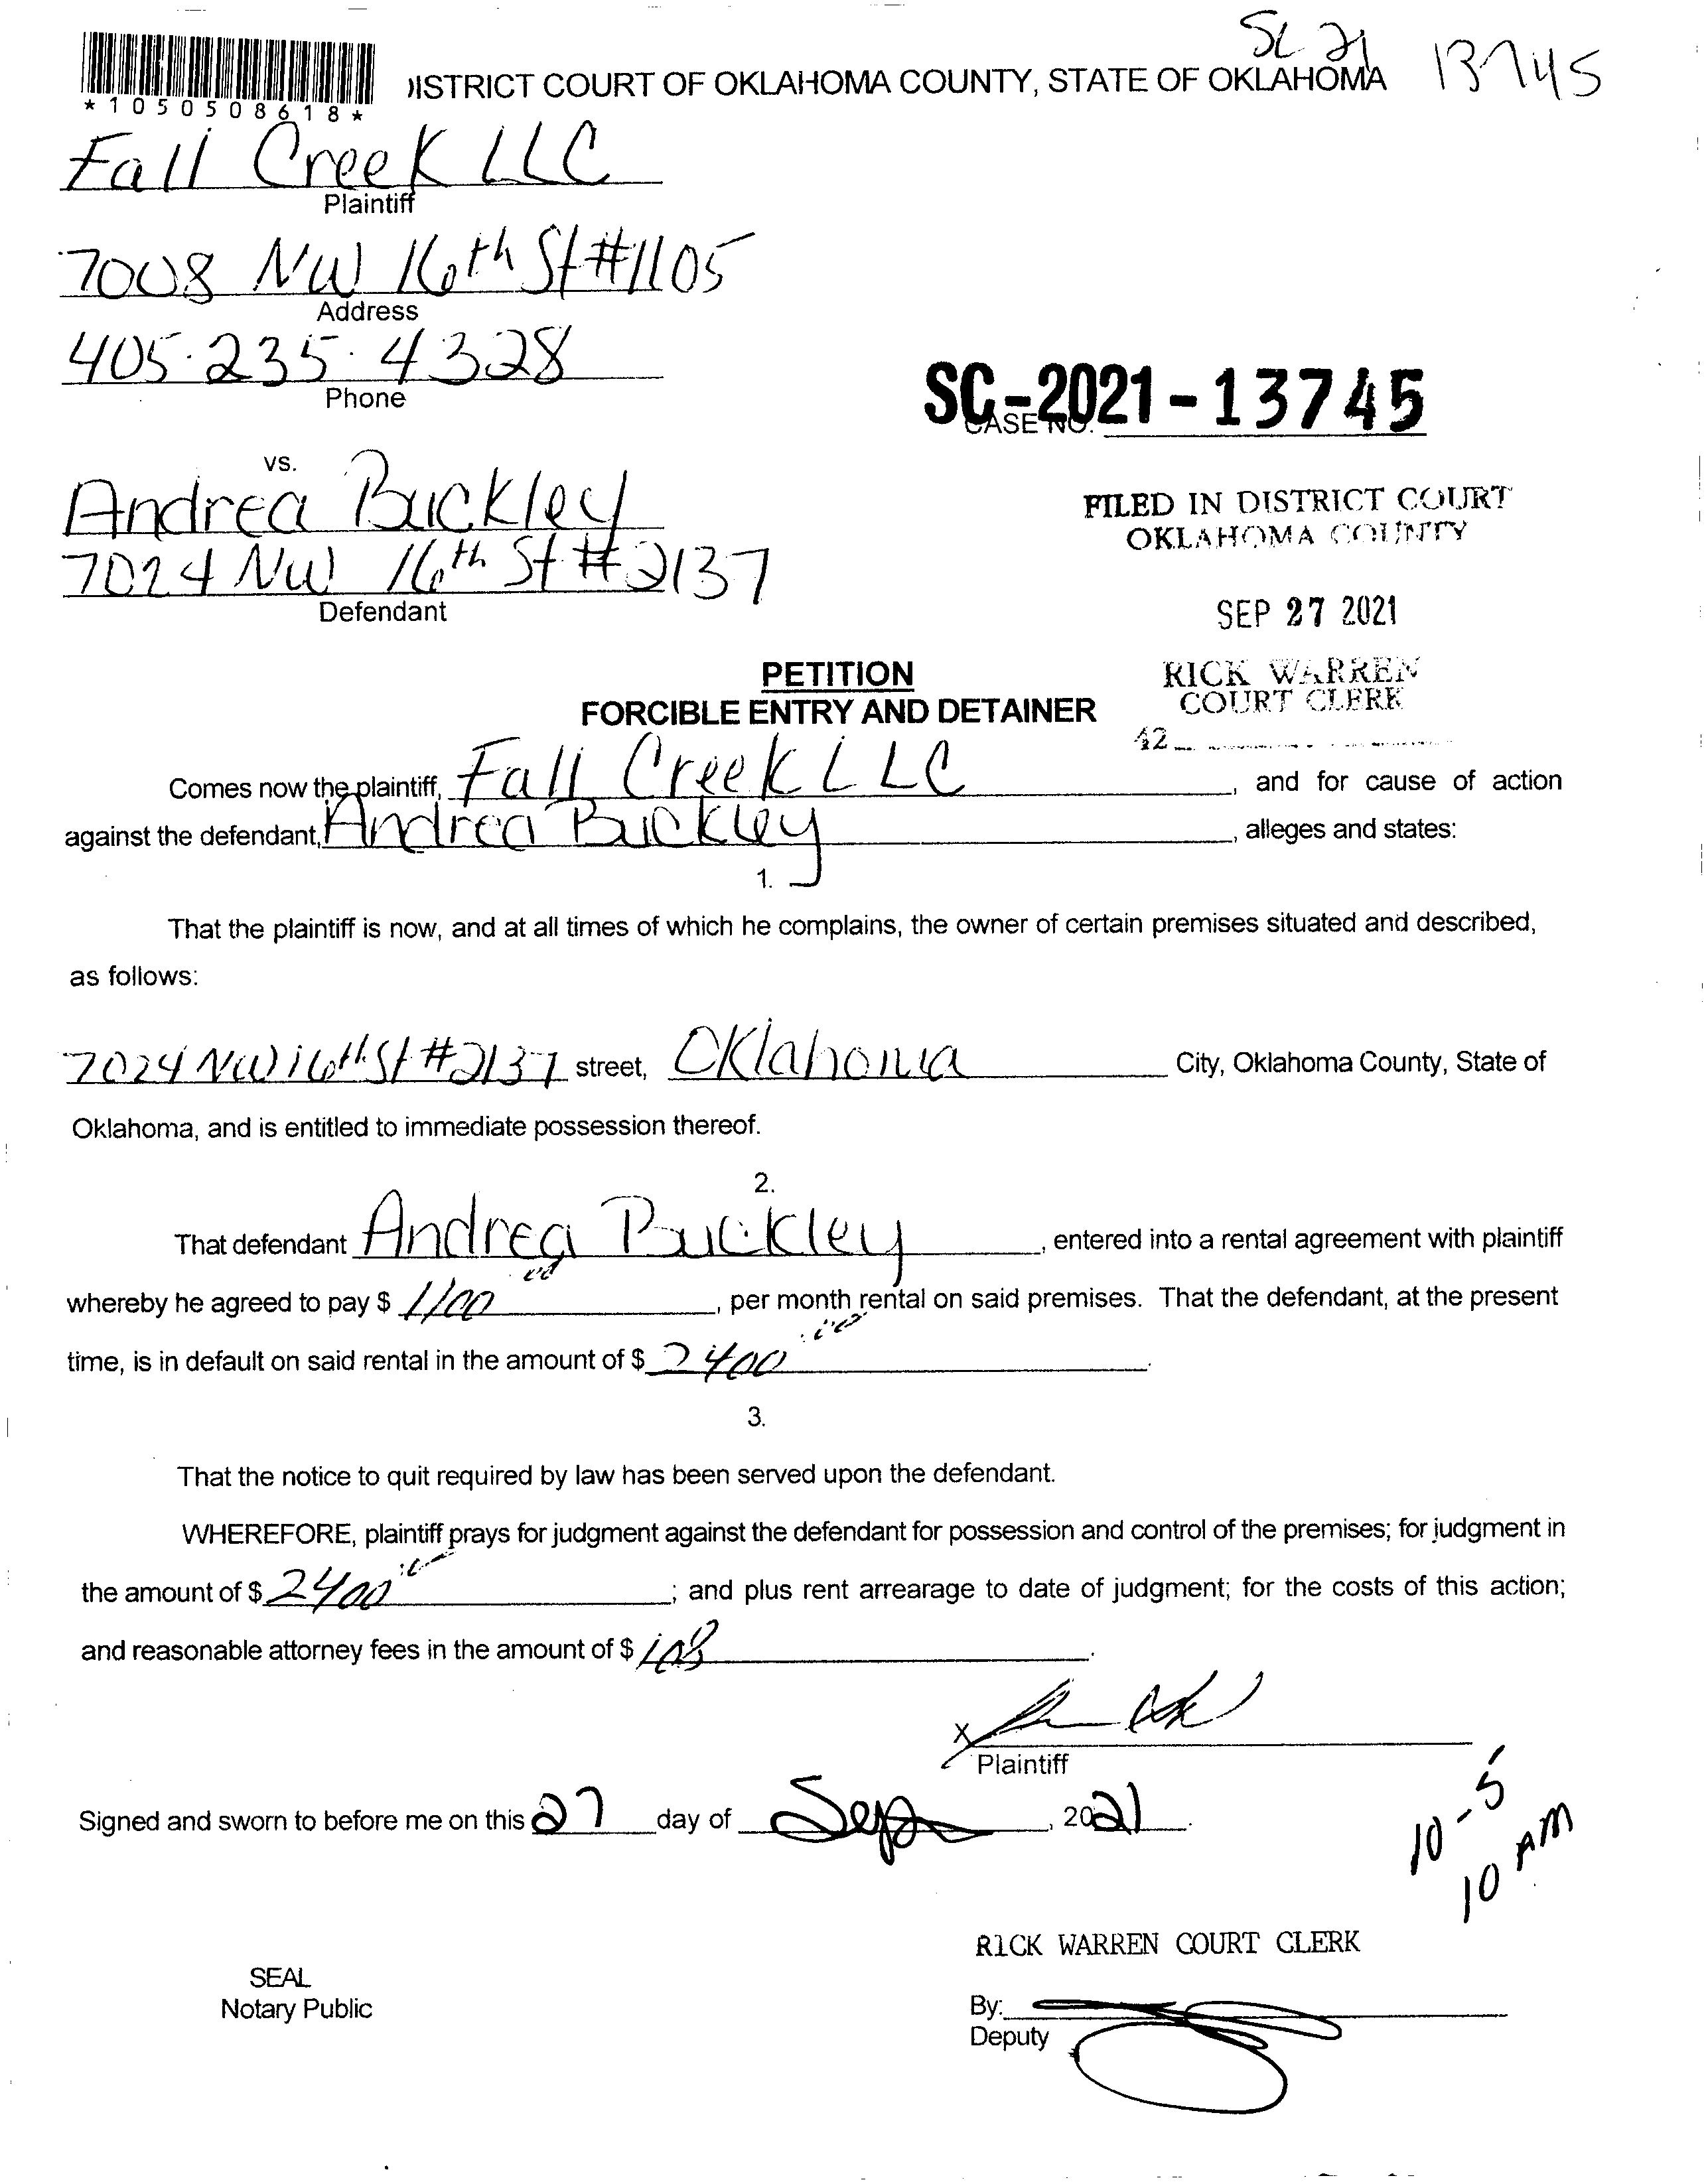 SC 21 13745
DISTRICT COURT OF OKLAHOMA COUNTY, STATE OF OKLAHOMA
*1050508618*
Fall Creek LLC
Plaintiff
7008 NW 16th St #1105
Address
405.235.4328
Phone
SC-2021-13745
CASE NO.
vs.
Andrea Buckley
7024 NW 16th St #2137
Defendant
FILED IN DISTRICT COURT
OKLAHOMA COUNTY
SEP 27 2021
RICK WARREN
COURT CLERK
42
PETITION
FORCIBLE ENTRY AND DETAINER
Comes now the plaintiff, Fall Creek LLC, and for cause of action
against the defendant, Andrea Buckley, alleges and states:
1.
That the plaintiff is now, and at all times of which he complains, the owner of certain premises situated and described,
as follows:
7024 NW 16th St #2137 street, Oklahoma City, Oklahoma County, State of
Oklahoma, and is entitled to immediate possession thereof.
2.
That defendant Andrea Buckley, entered into a rental agreement with plaintiff
whereby he agreed to pay $ 1100 00, per month rental on said premises. That the defendant, at the present
time, is in default on said rental in the amount of $ 2400 00.
3.
That the notice to quit required by law has been served upon the defendant.
WHEREFORE, plaintiff prays for judgment against the defendant for possession and control of the premises; for judgment in
the amount of $ 2400; and plus rent arrearage to date of judgment; for the costs of this action;
and reasonable attorney fees in the amount of $ 108.
X
Plaintiff
Signed and sworn to before me on this 27 day of Sep, 2021.
10-5
10 AM
RICK WARREN COURT CLERK
SEAL
Notary Public
By:
Deputy